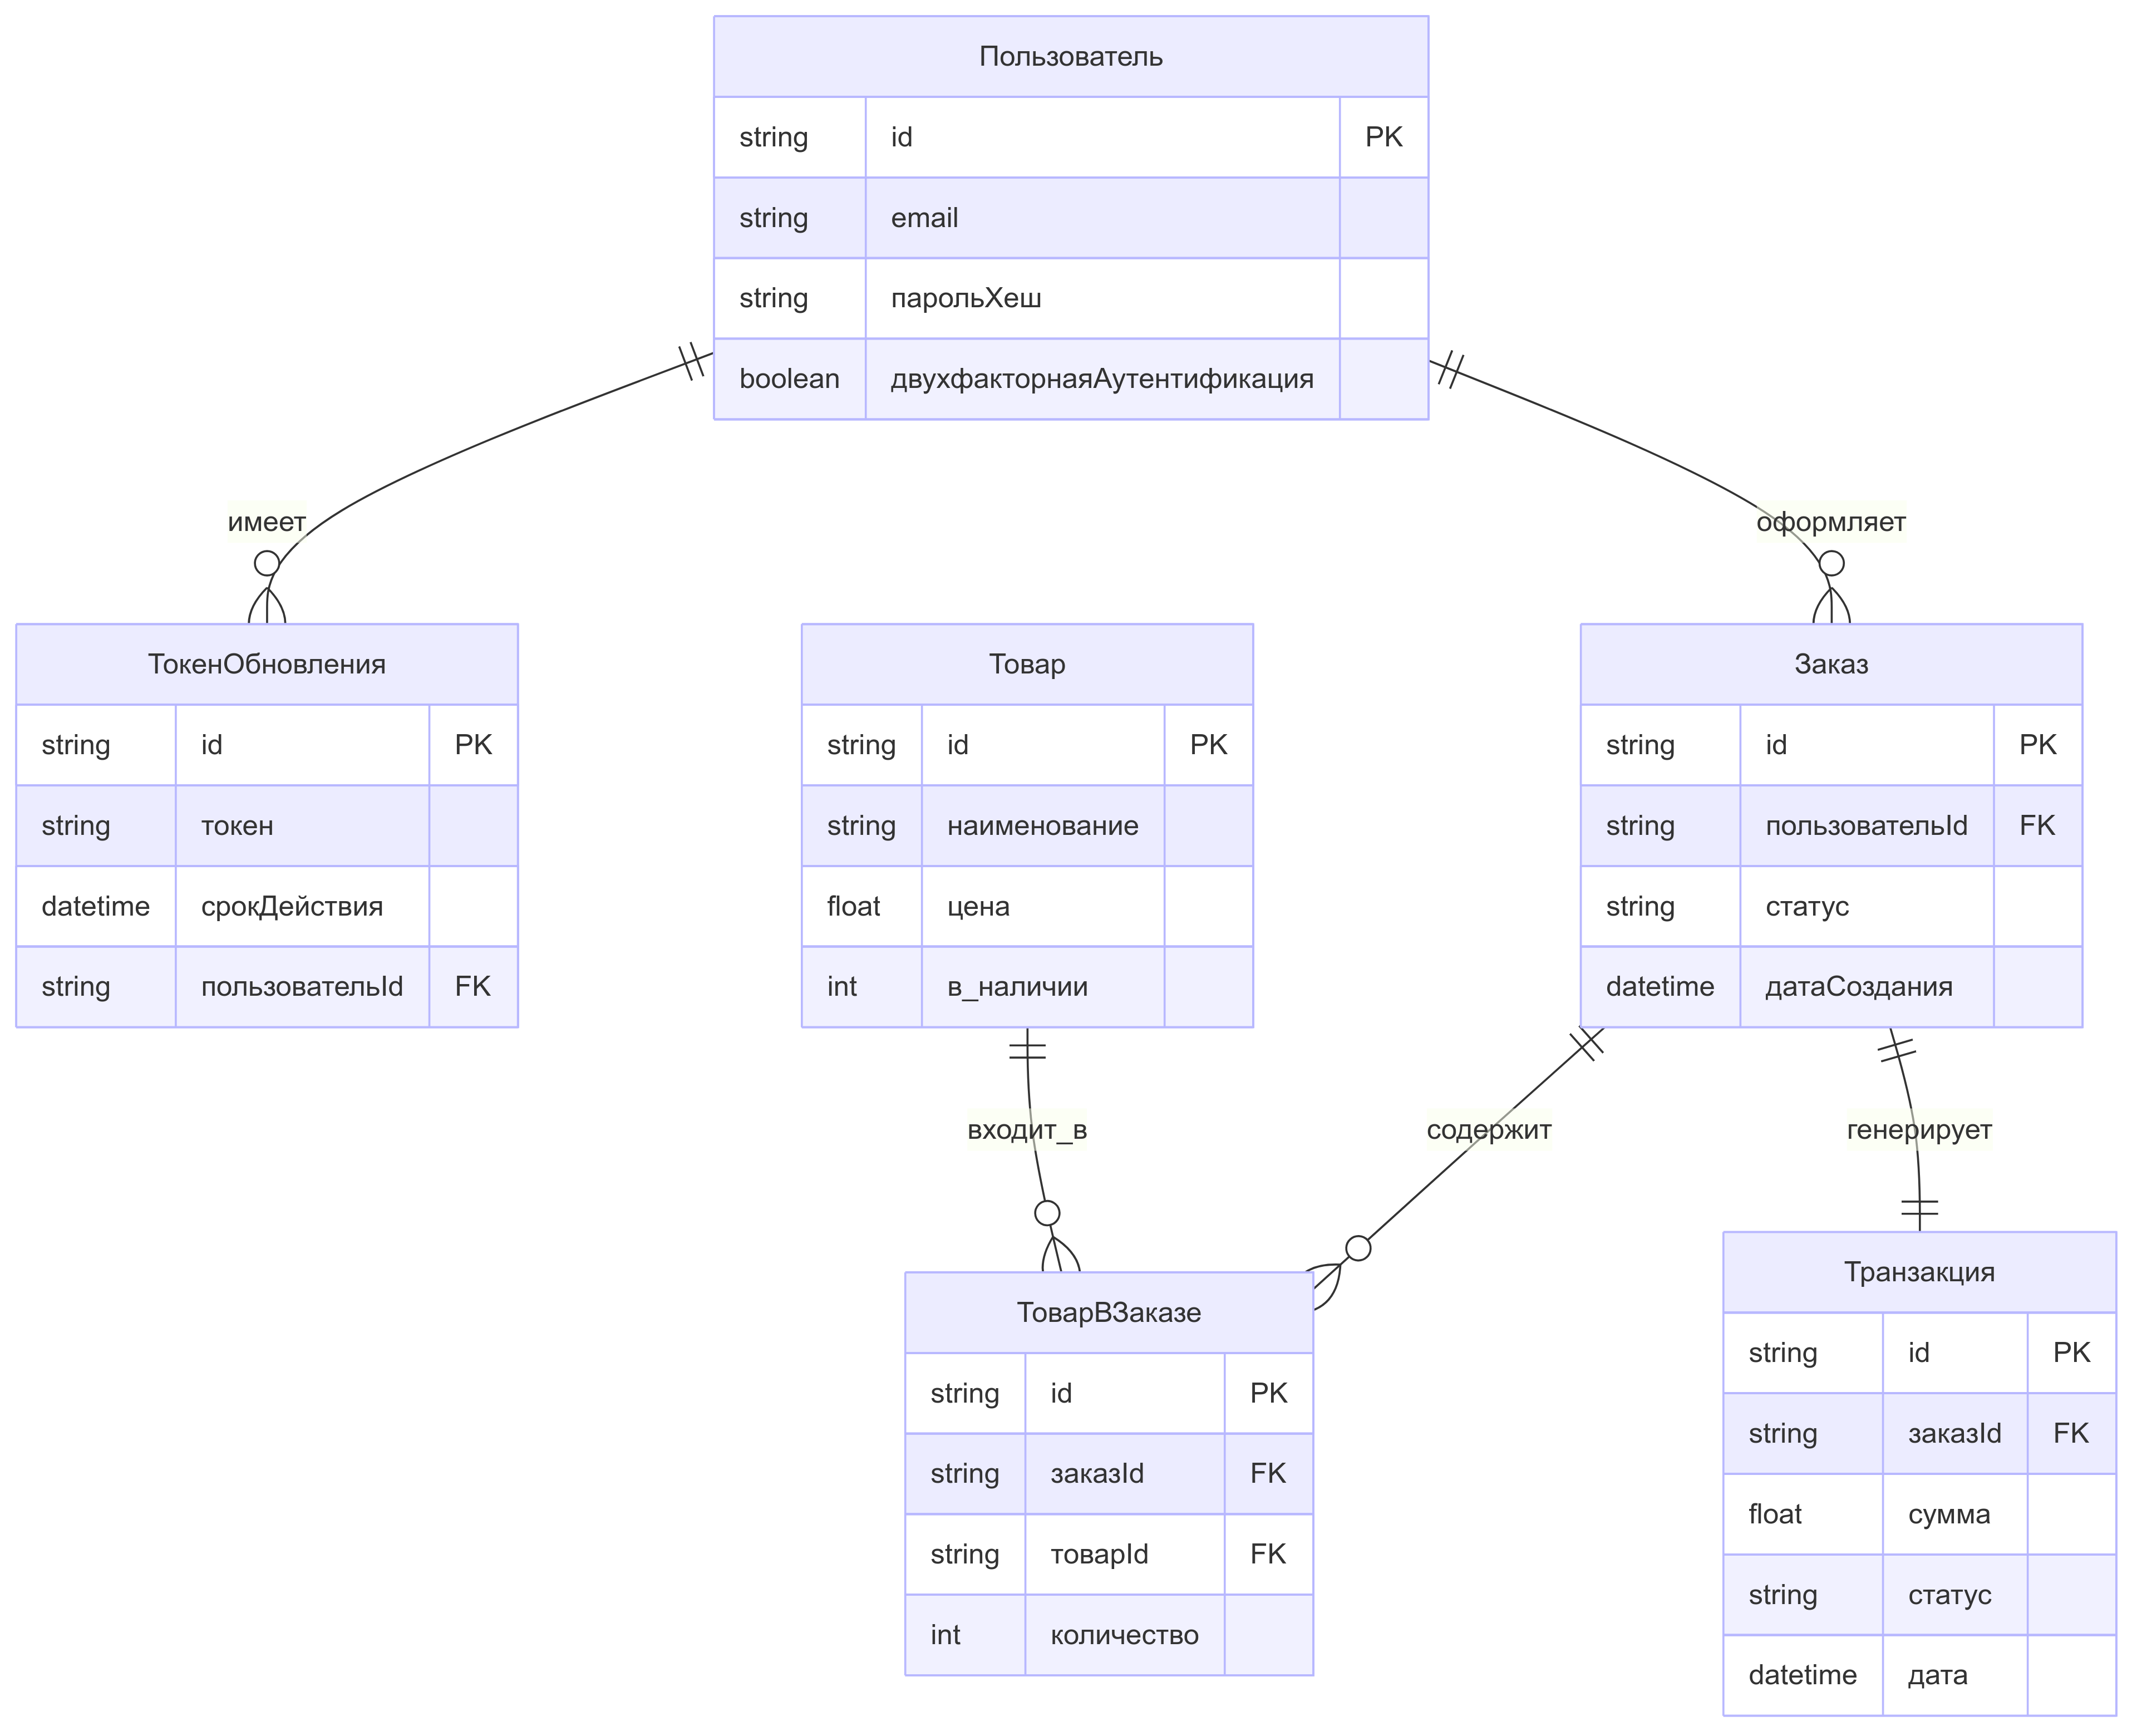 Пользователь
string id PK
string email
string парольХеш
boolean двухфакторнаяАутентификация
имеет
оформляет
ТокенОбновления
string id PK
string токен
datetime срокДействия
string пользовательId FK
Товар
string id PK
string наименование
float цена
int в_наличии
Заказ
string id PK
string пользовательId FK
string статус
datetime датаСоздания
входит_в
содержит
генерирует
ТоварВЗаказе
string id PK
string заказId FK
string товарId FK
int количество
Транзакция
string id PK
string заказId FK
float сумма
string статус
datetime дата